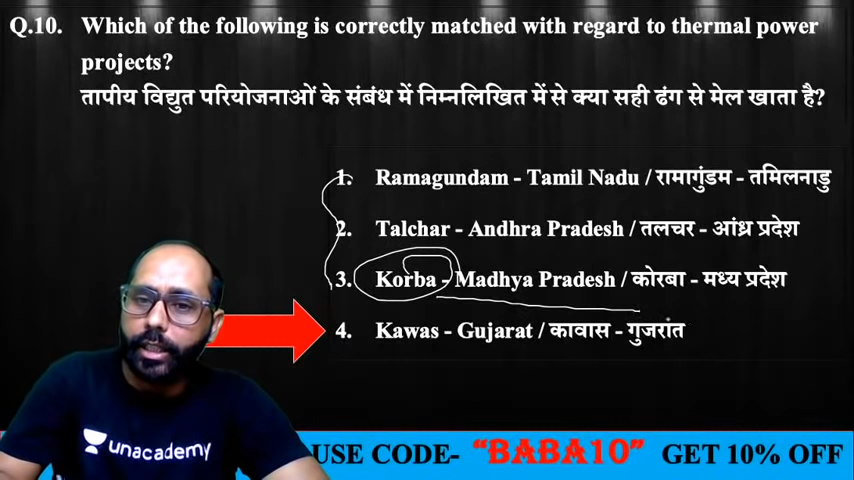 Q.10. Which of the following is correctly matched with regard to thermal power
projects?
तापीय विद्युत परियोजनाओं के संबंध में निम्नलिखित में से क्या सही ढंग से मेल खाता है?
1. Ramagundam - Tamil Nadu / रामागुंडम - तमिलनाडु
2. Talchar - Andhra Pradesh / तलचर - आंध्र प्रदेश
3. Korba - Madhya Pradesh / कोरबा - मध्य प्रदेश
4. Kawas - Gujarat / कावास - गुजरात
unacademy
USE CODE- "BABA10" GET 10% OFF